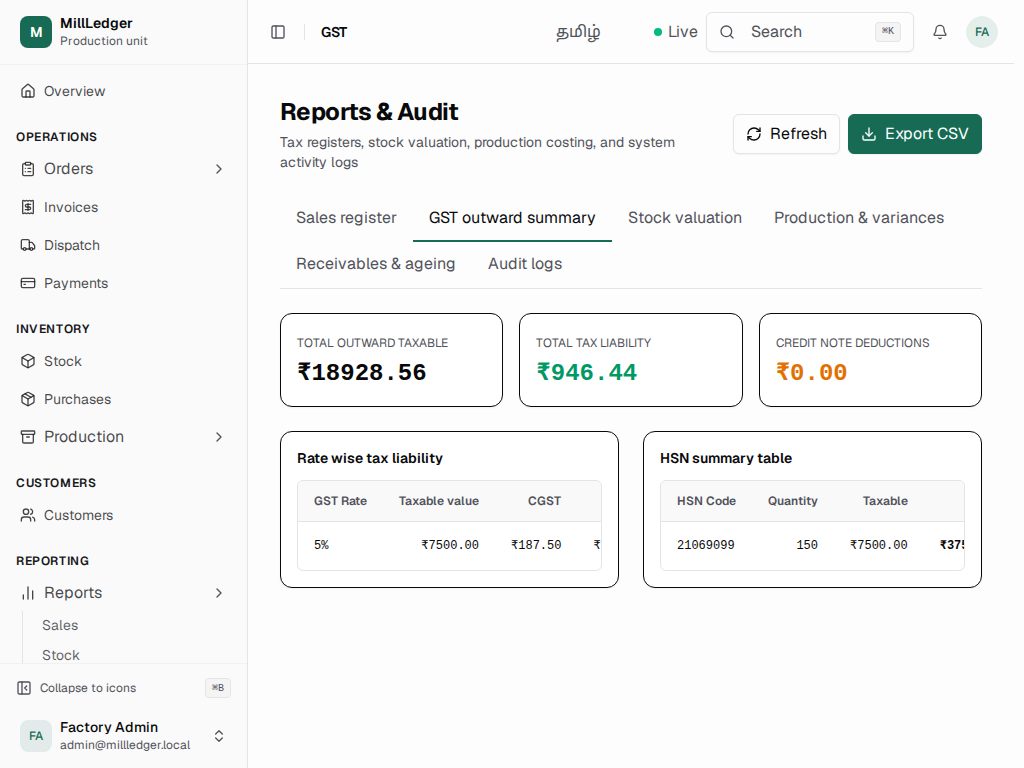 M
MillLedger
Production unit
Overview
OPERATIONS
Orders
Invoices
Dispatch
Payments
INVENTORY
Stock
Purchases
Production
CUSTOMERS
Customers
REPORTING
Reports
Sales
Stock
Collapse to icons ⌘B
FA
Factory Admin
admin@millledger.local
GST
தமிழ்
Live
Search ⌘K
FA
Reports & Audit
Tax registers, stock valuation, production costing, and system
activity logs
Refresh
Export CSV
Sales register GST outward summary Stock valuation Production & variances
Receivables & ageing Audit logs
TOTAL OUTWARD TAXABLE
₹18928.56
TOTAL TAX LIABILITY
₹946.44
CREDIT NOTE DEDUCTIONS
₹0.00
Rate wise tax liability
GST Rate Taxable value CGST
5% ₹7500.00 ₹187.50 ₹
HSN summary table
HSN Code Quantity Taxable
21069099 150 ₹7500.00 ₹375